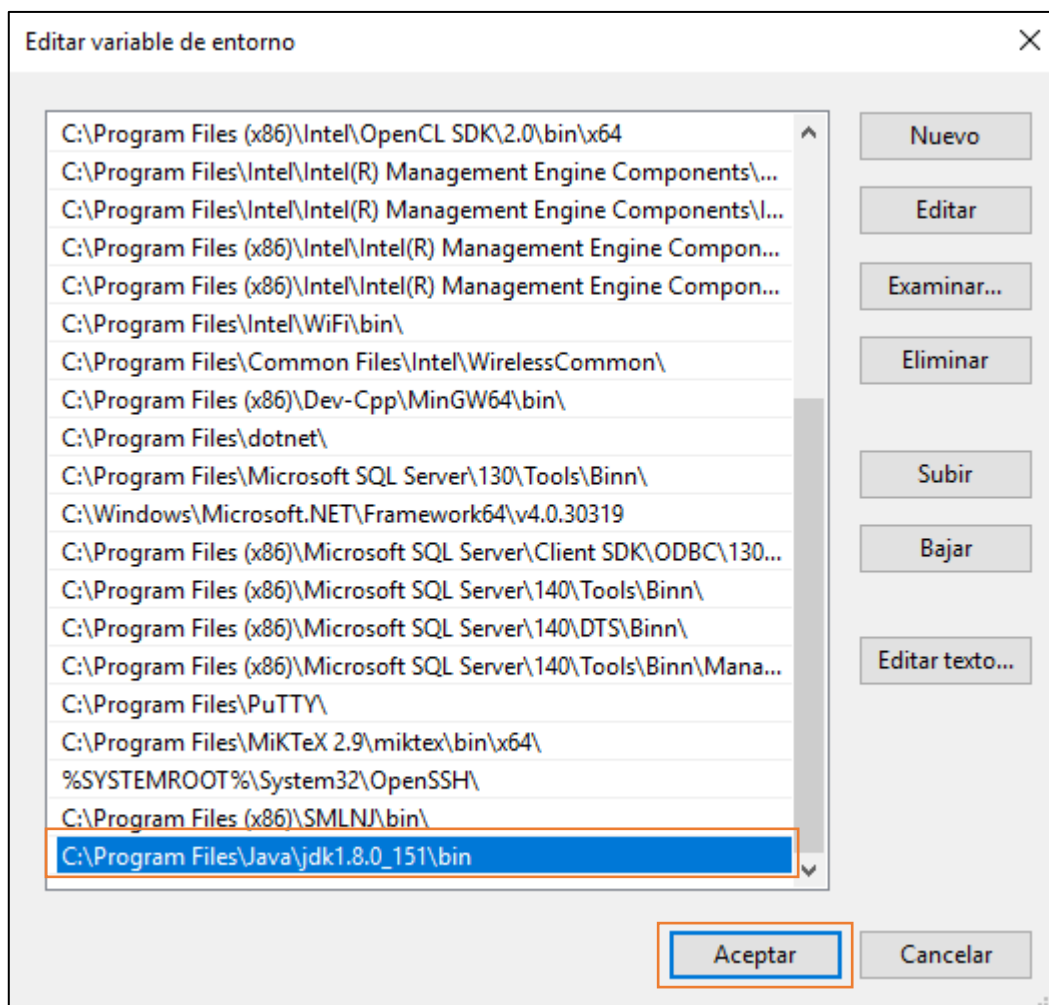 Editar variable de entorno
C:\Program Files (x86)\Intel\OpenCL SDK\2.0\bin\x64
C:\Program Files\Intel\Intel(R) Management Engine Components\...
C:\Program Files\Intel\Intel(R) Management Engine Components\I...
C:\Program Files (x86)\Intel\Intel(R) Management Engine Compon...
C:\Program Files (x86)\Intel\Intel(R) Management Engine Compon...
C:\Program Files\Intel\WiFi\bin\
C:\Program Files\Common Files\Intel\WirelessCommon\
C:\Program Files (x86)\Dev-Cpp\MinGW64\bin\
C:\Program Files\dotnet\
C:\Program Files\Microsoft SQL Server\130\Tools\Binn\
C:\Windows\Microsoft.NET\Framework64\v4.0.30319
C:\Program Files (x86)\Microsoft SQL Server\Client SDK\ODBC\130...
C:\Program Files (x86)\Microsoft SQL Server\140\Tools\Binn\
C:\Program Files (x86)\Microsoft SQL Server\140\DTS\Binn\
C:\Program Files (x86)\Microsoft SQL Server\140\Tools\Binn\Mana...
C:\Program Files\PuTTY\
C:\Program Files\MiKTeX 2.9\miktex\bin\x64\
%SYSTEMROOT%\System32\OpenSSH\
C:\Program Files (x86)\SMLNJ\bin\
C:\Program Files\Java\jdk1.8.0_151\bin
Nuevo
Editar
Examinar...
Eliminar
Subir
Bajar
Editar texto...
Aceptar
Cancelar